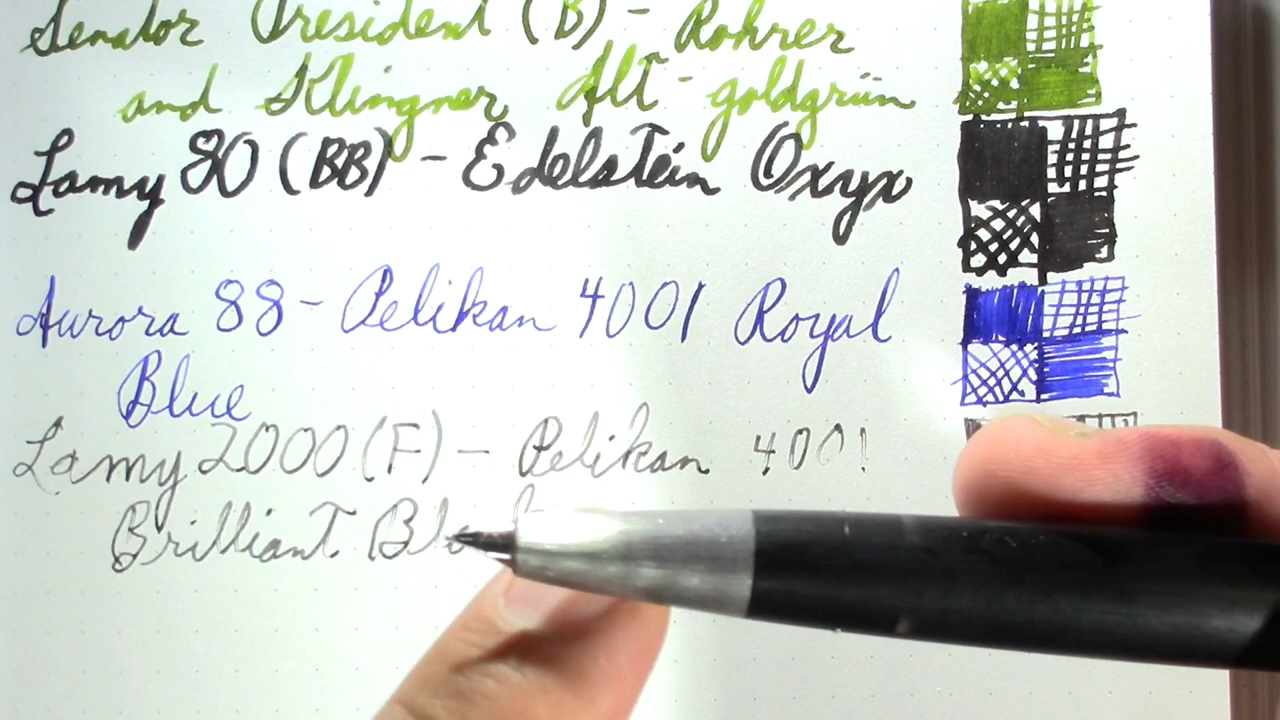 Senator President (B) - Rohrer
and Klingner Alt-goldgrün
Lamy 80 (BB) - Edelstein Oxyx
Aurora 88 - Pelikan 4001 Royal
Blue
Lamy 2000 (F) - Pelikan 4001
Brilliant